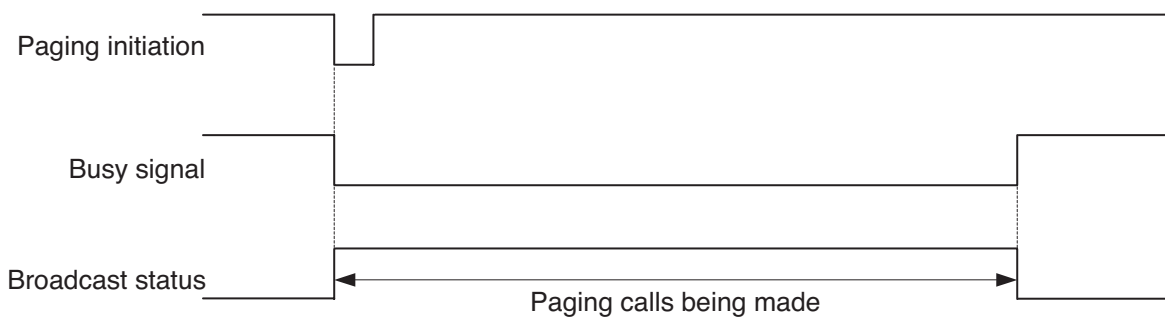 Paging initiation
Busy signal
Broadcast status
Paging calls being made